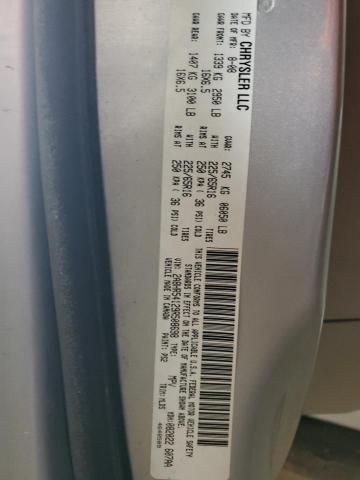 MFD BY CHRYSLER LLC
DATE OF MFR: 8-08 GVWR: 2745 KG 06050 LB
GAWR FRONT: 1339 KG 2950 LB WITH 225/65R16 TIRES
16X6.5 RIMS AT 250 KPA ( 36 PSI) COLD
GAWR REAR: 1407 KG 3100 LB WITH 225/65R16 TIRES
16X6.5 RIMS AT 250 KPA ( 36 PSI) COLD
THIS VEHICLE CONFORMS TO ALL APPLICABLE U.S.A. FEDERAL MOTOR VEHICLE SAFETY
STANDARDS IN EFFECT ON THE DATE OF MANUFACTURE SHOWN ABOVE.
VIN: TYPE: MPV
VEHICLE MADE IN CANADA PAINT: PS2 TRIM: MLD5